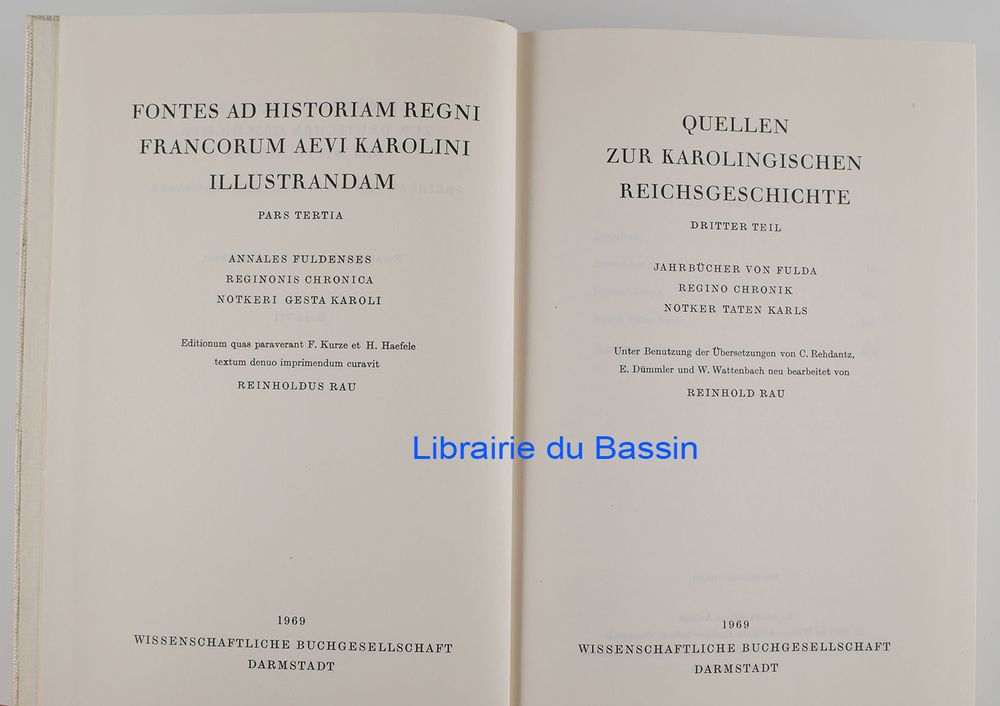 FONTES AD HISTORIAM REGNI
FRANCORUM AEVI KAROLINI
ILLUSTRANDAM
PARS TERTIA
ANNALES FULDENSES
REGINONIS CHRONICA
NOTKERI GESTA KAROLI
Editionum quas paraverant F. Kurze et H. Haefele
textum denuo imprimendum curavit
REINHOLDUS RAU
1969
WISSENSCHAFTLICHE BUCHGESELLSCHAFT
DARMSTADT
QUELLEN
ZUR KAROLINGISCHEN
REICHSGESCHICHTE
DRITTER TEIL
JAHRBÜCHER VON FULDA
REGINO CHRONIK
NOTKER TATEN KARLS
Unter Benutzung der Übersetzungen von C. Rehdantz,
E. Dümmler und W. Wattenbach neu bearbeitet von
REINHOLD RAU
1969
WISSENSCHAFTLICHE BUCHGESELLSCHAFT
DARMSTADT
Librairie du Bassin